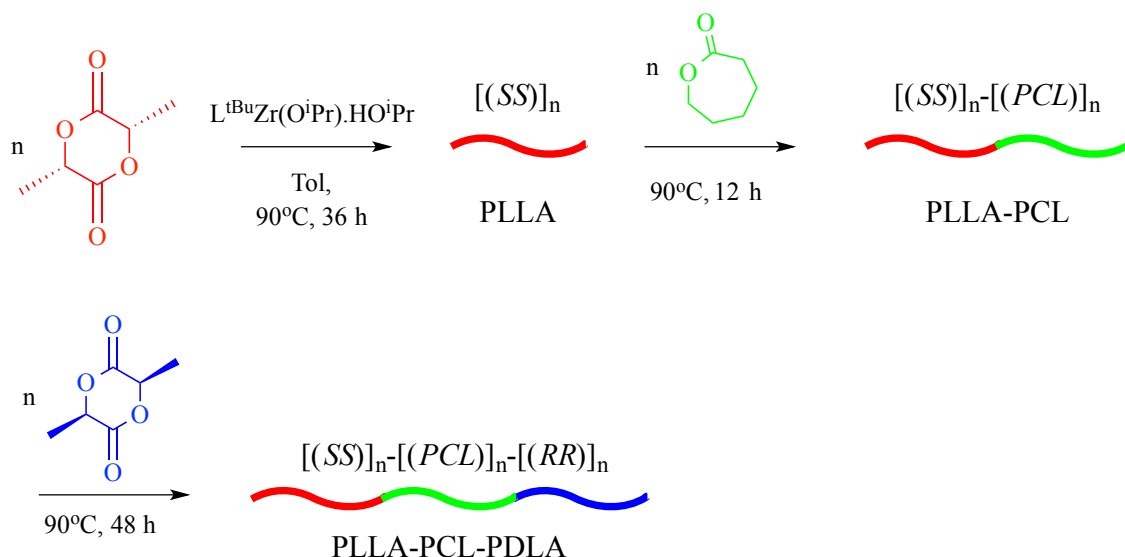 O
O
O
O
n
L^tBuZr(O^iPr).HO^iPr
Tol,
90°C, 36 h
[(SS)]n
PLLA
n
O
O
90°C, 12 h
[(SS)]n-[(PCL)]n
PLLA-PCL
n
O
O
O
O
90°C, 48 h
[(SS)]n-[(PCL)]n-[(RR)]n
PLLA-PCL-PDLA